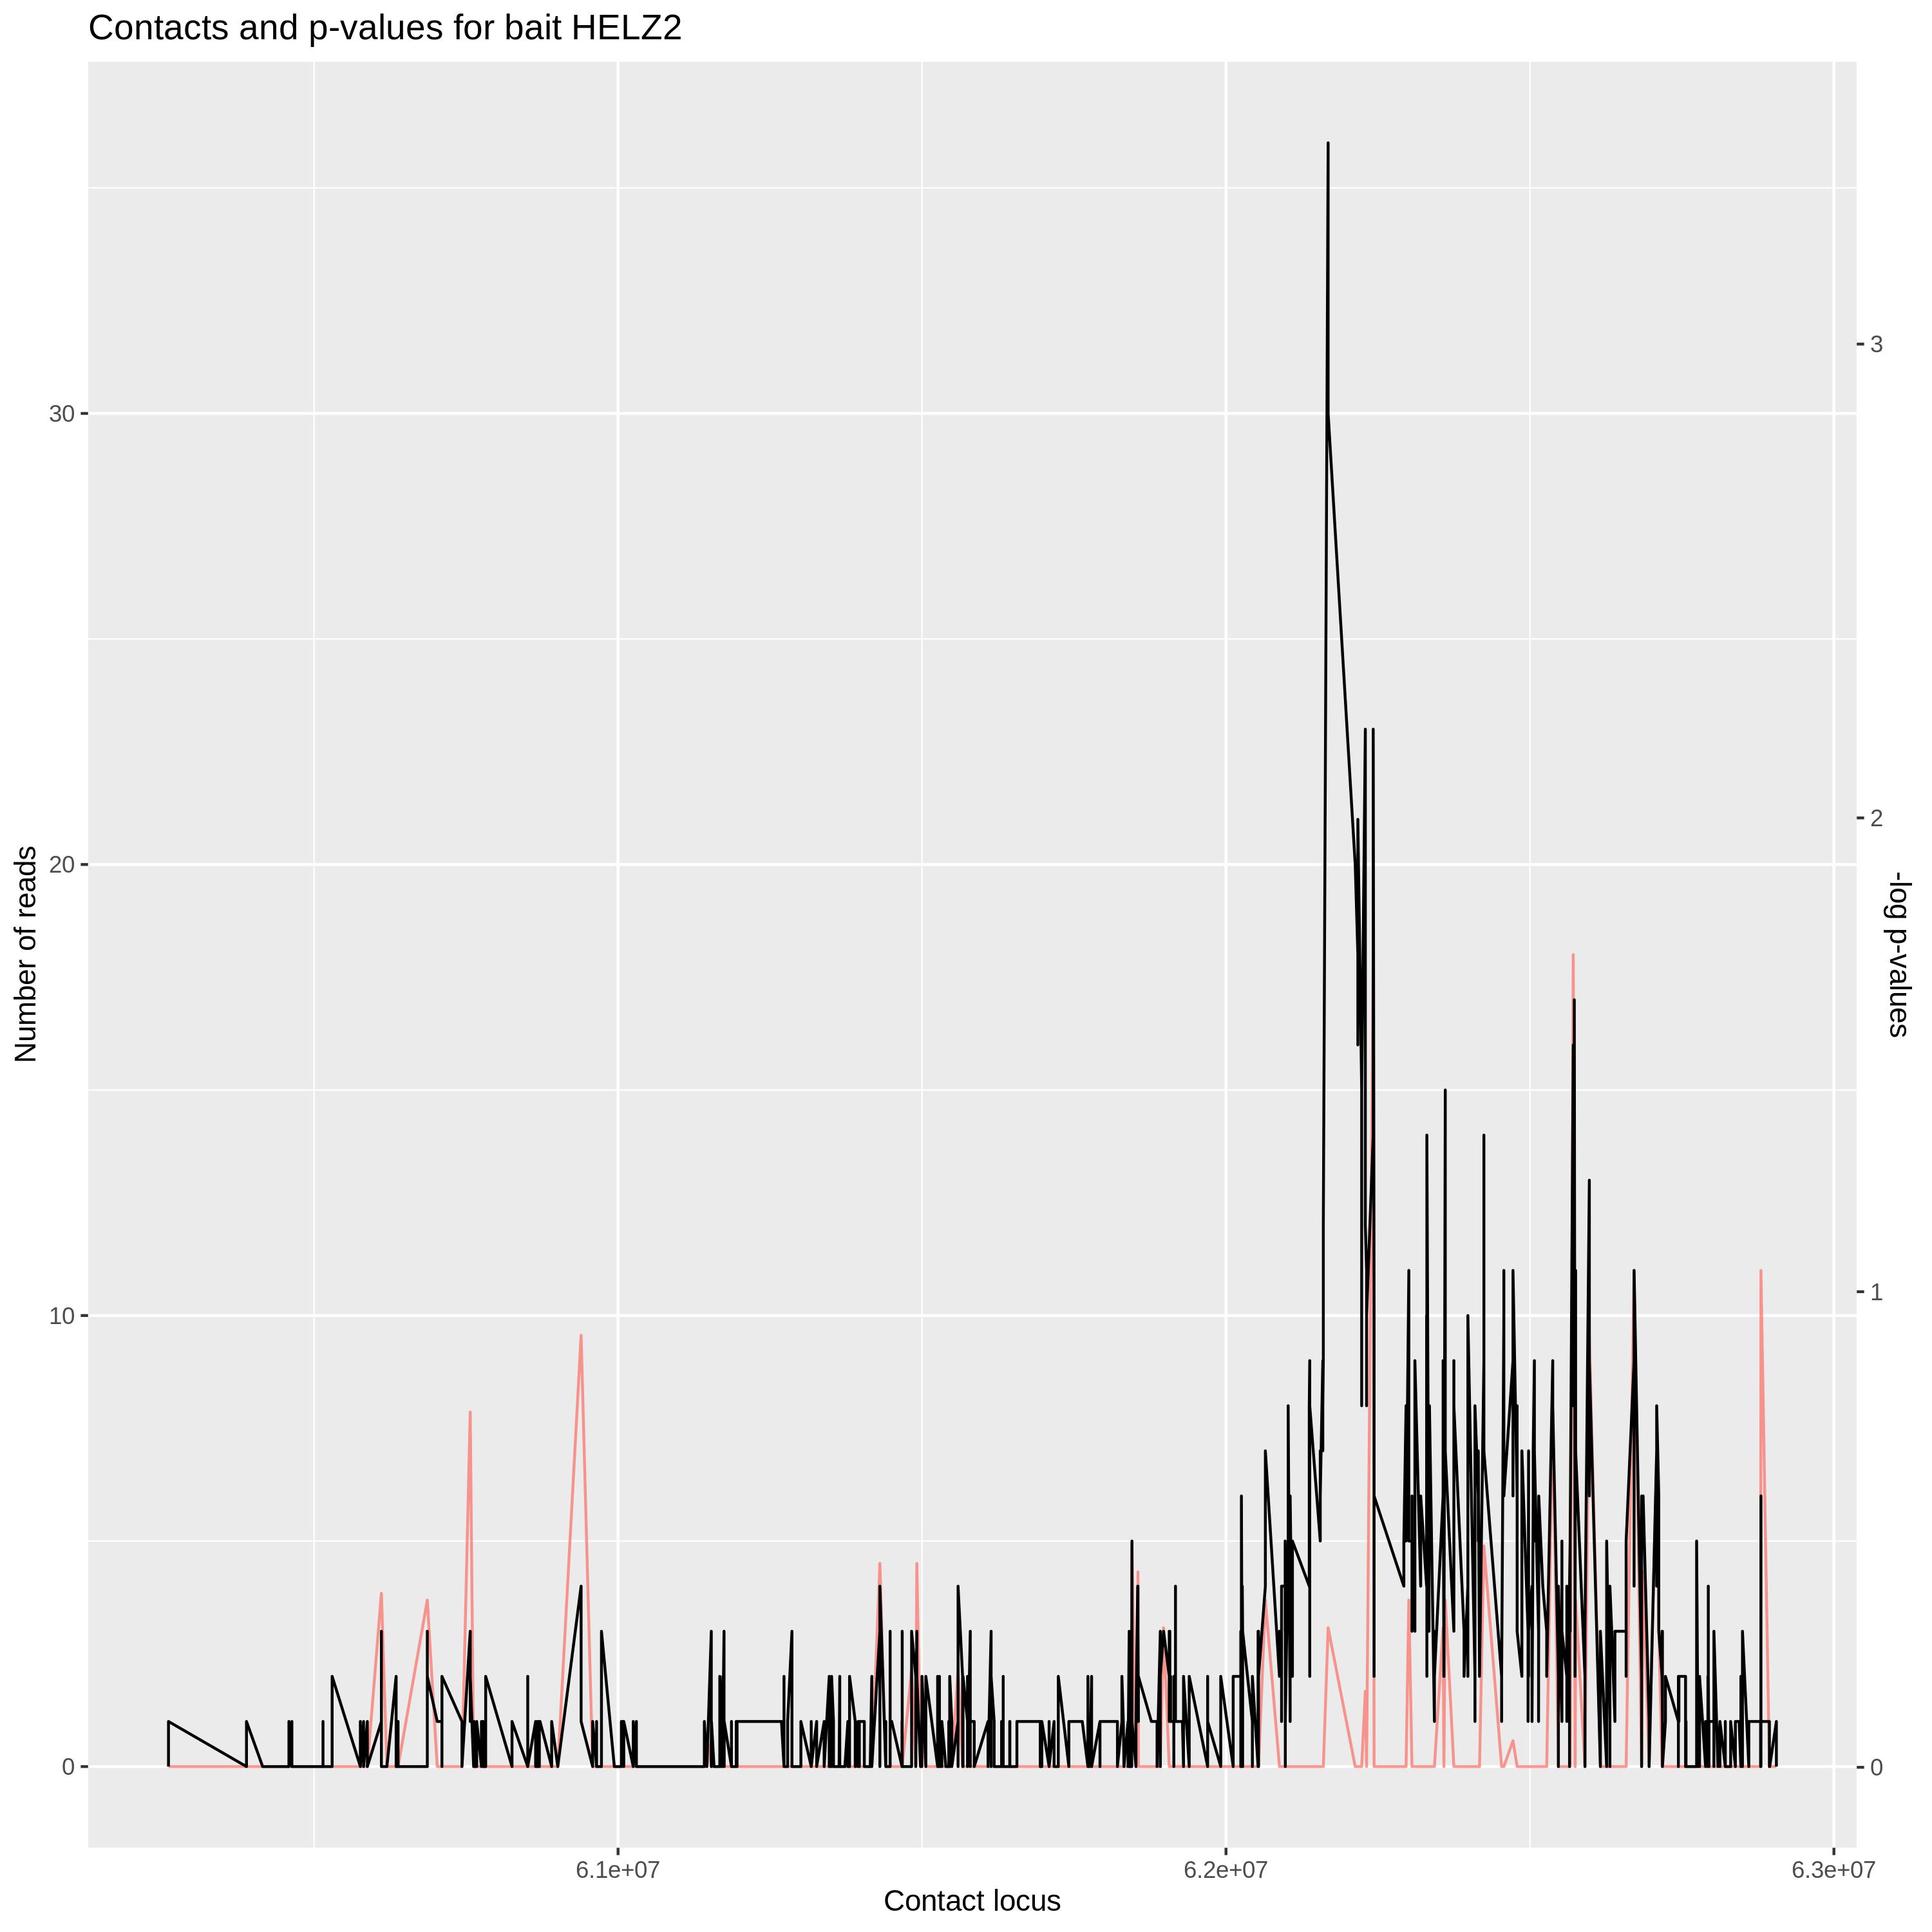 Contacts and p-values for bait HELZ2
Number of reads
30
20
10
0
3
2
1
0
-log p-values
6.1e+07
6.2e+07
6.3e+07
Contact locus